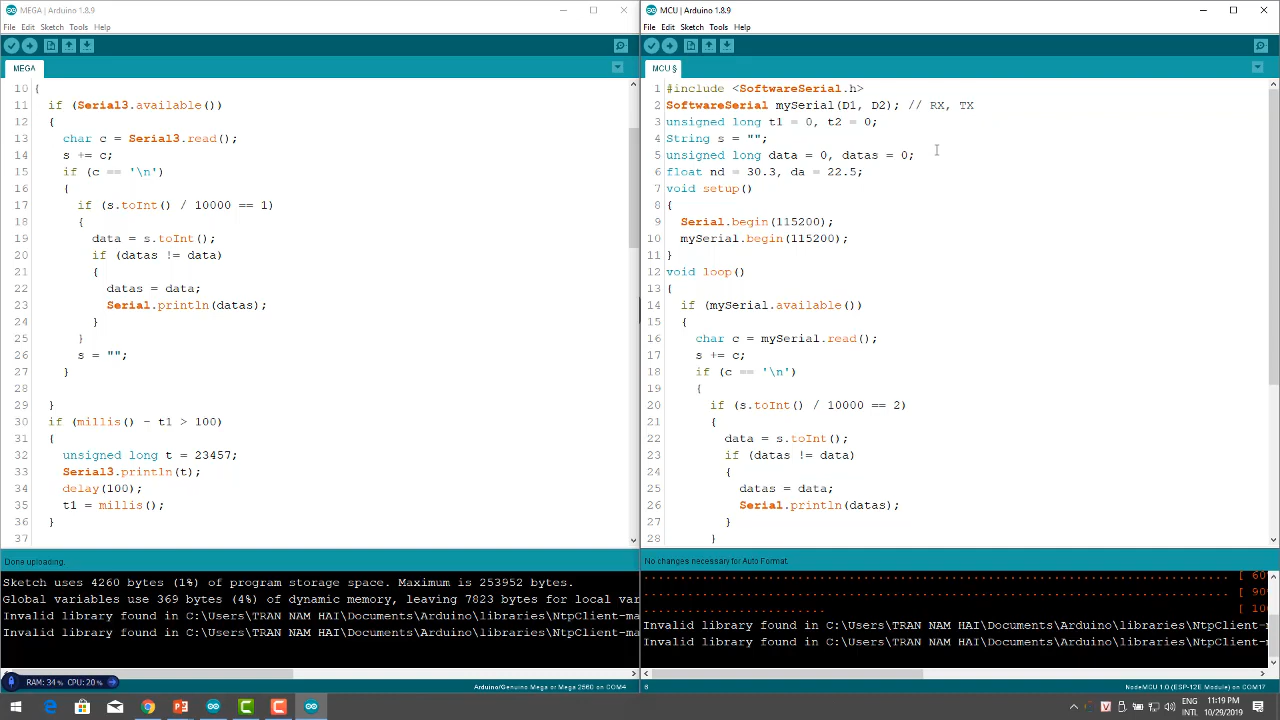 MEGA | Arduino 1.8.9
File Edit Sketch Tools Help
MEGA
10 {
11 if (Serial3.available())
12 {
13 char c = Serial3.read();
14 s += c;
15 if (c == '\n')
16 {
17 if (s.toInt() / 10000 == 1)
18 {
19 data = s.toInt();
20 if (datas != data)
21 {
22 datas = data;
23 Serial.println(datas);
24 }
25 }
26 s = "";
27 }
28
29 }
30 if (millis() - t1 > 100)
31 {
32 unsigned long t = 23457;
33 Serial3.println(t);
34 delay(100);
35 t1 = millis();
36 }
37
Done uploading.
Sketch uses 4260 bytes (1%) of program storage space. Maximum is 253952 bytes.
Global variables use 369 bytes (4%) of dynamic memory, leaving 7823 bytes for local var
Invalid library found in C:\Users\TRAN NAM HAI\Documents\Arduino\libraries\NtpClient-ma
Invalid library found in C:\Users\TRAN NAM HAI\Documents\Arduino\libraries\NtpClient-ma
RAM: 34% CPU: 20%
Arduino/Genuino Mega or Mega 2560 on COM4
MCU | Arduino 1.8.9
File Edit Sketch Tools Help
MCU §
1 #include <SoftwareSerial.h>
2 SoftwareSerial mySerial(D1, D2); // RX, TX
3 unsigned long t1 = 0, t2 = 0;
4 String s = "";
5 unsigned long data = 0, datas = 0;
6 float nd = 30.3, da = 22.5;
7 void setup()
8 {
9 Serial.begin(115200);
10 mySerial.begin(115200);
11 }
12 void loop()
13 {
14 if (mySerial.available())
15 {
16 char c = mySerial.read();
17 s += c;
18 if (c == '\n')
19 {
20 if (s.toInt() / 10000 == 2)
21 {
22 data = s.toInt();
23 if (datas != data)
24 {
25 datas = data;
26 Serial.println(datas);
27 }
28 }
No changes necessary for Auto Format.
................................................................................ [ 60
................................................................................ [ 90
......................... [ 100
Invalid library found in C:\Users\TRAN NAM HAI\Documents\Arduino\libraries\NtpClient-
Invalid library found in C:\Users\TRAN NAM HAI\Documents\Arduino\libraries\NtpClient-
NodeMCU 1.0 (ESP-12E Module) on COM17
ENG
INTL
11:19 PM
10/29/2019